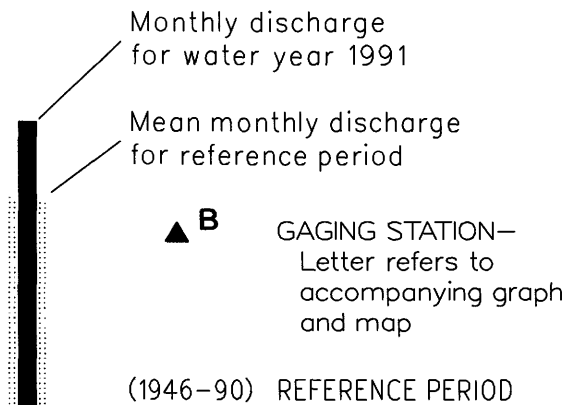 Monthly discharge
for water year 1991
Mean monthly discharge
for reference period
B
GAGING STATION—
Letter refers to
accompanying graph
and map
(1946–90) REFERENCE PERIOD